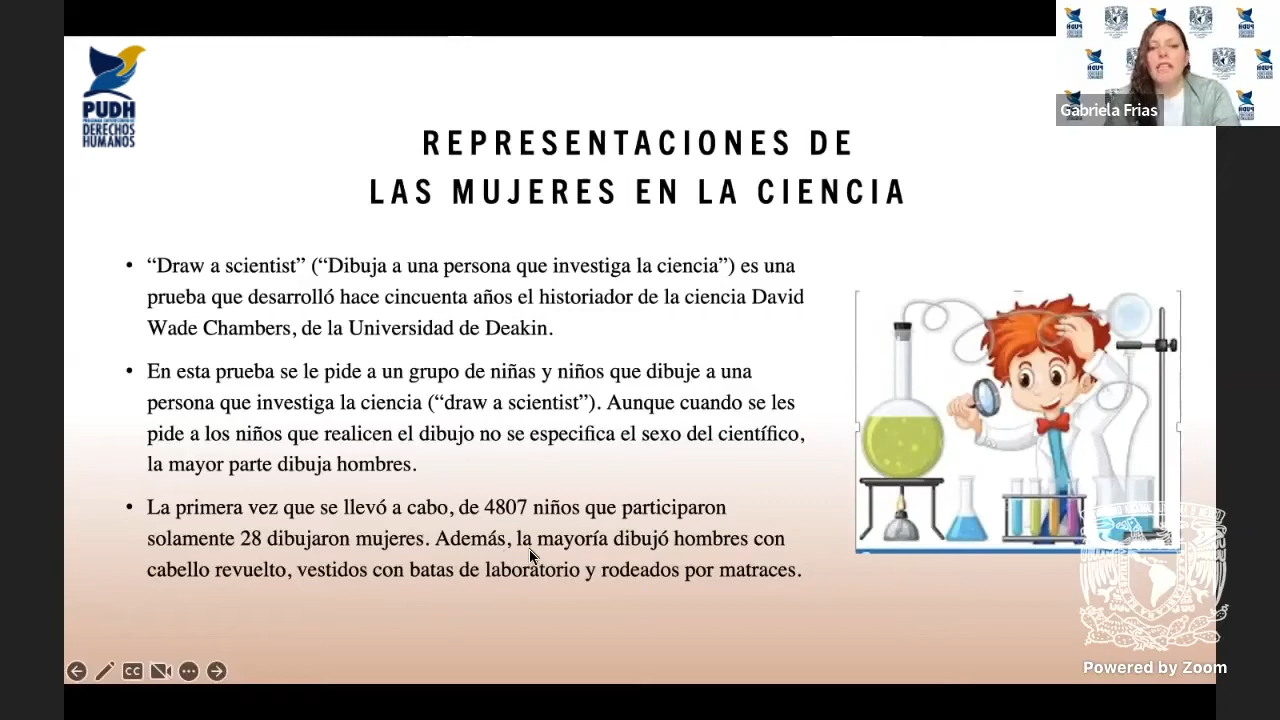 PUDH
DERECHOS
HUMANOS
Gabriela Frias
REPRESENTACIONES DE
LAS MUJERES EN LA CIENCIA
• “Draw a scientist” (“Dibuja a una persona que investiga la ciencia”) es una
prueba que desarrolló hace cincuenta años el historiador de la ciencia David
Wade Chambers, de la Universidad de Deakin.
• En esta prueba se le pide a un grupo de niñas y niños que dibuje a una
persona que investiga la ciencia (“draw a scientist”). Aunque cuando se les
pide a los niños que realicen el dibujo no se especifica el sexo del científico,
la mayor parte dibuja hombres.
• La primera vez que se llevó a cabo, de 4807 niños que participaron
solamente 28 dibujaron mujeres. Además, la mayoría dibujó hombres con
cabello revuelto, vestidos con batas de laboratorio y rodeados por matraces.
CC
Powered by Zoom